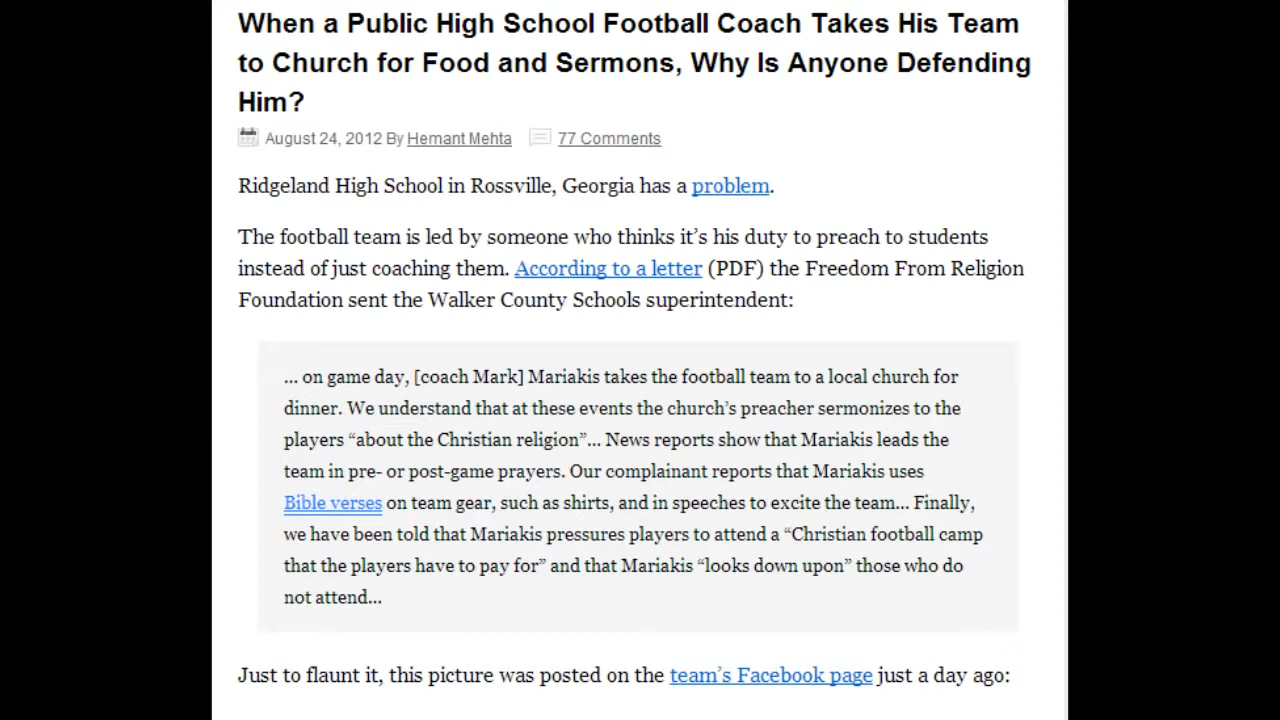 When a Public High School Football Coach Takes His Team
to Church for Food and Sermons, Why Is Anyone Defending
Him?
August 24, 2012 By Hemant Mehta 77 Comments
Ridgeland High School in Rossville, Georgia has a problem.
The football team is led by someone who thinks it’s his duty to preach to students
instead of just coaching them. According to a letter (PDF) the Freedom From Religion
Foundation sent the Walker County Schools superintendent:
... on game day, [coach Mark] Mariakis takes the football team to a local church for
dinner. We understand that at these events the church’s preacher sermonizes to the
players “about the Christian religion”... News reports show that Mariakis leads the
team in pre- or post-game prayers. Our complainant reports that Mariakis uses
Bible verses on team gear, such as shirts, and in speeches to excite the team... Finally,
we have been told that Mariakis pressures players to attend a “Christian football camp
that the players have to pay for” and that Mariakis “looks down upon” those who do
not attend...
Just to flaunt it, this picture was posted on the team’s Facebook page just a day ago: